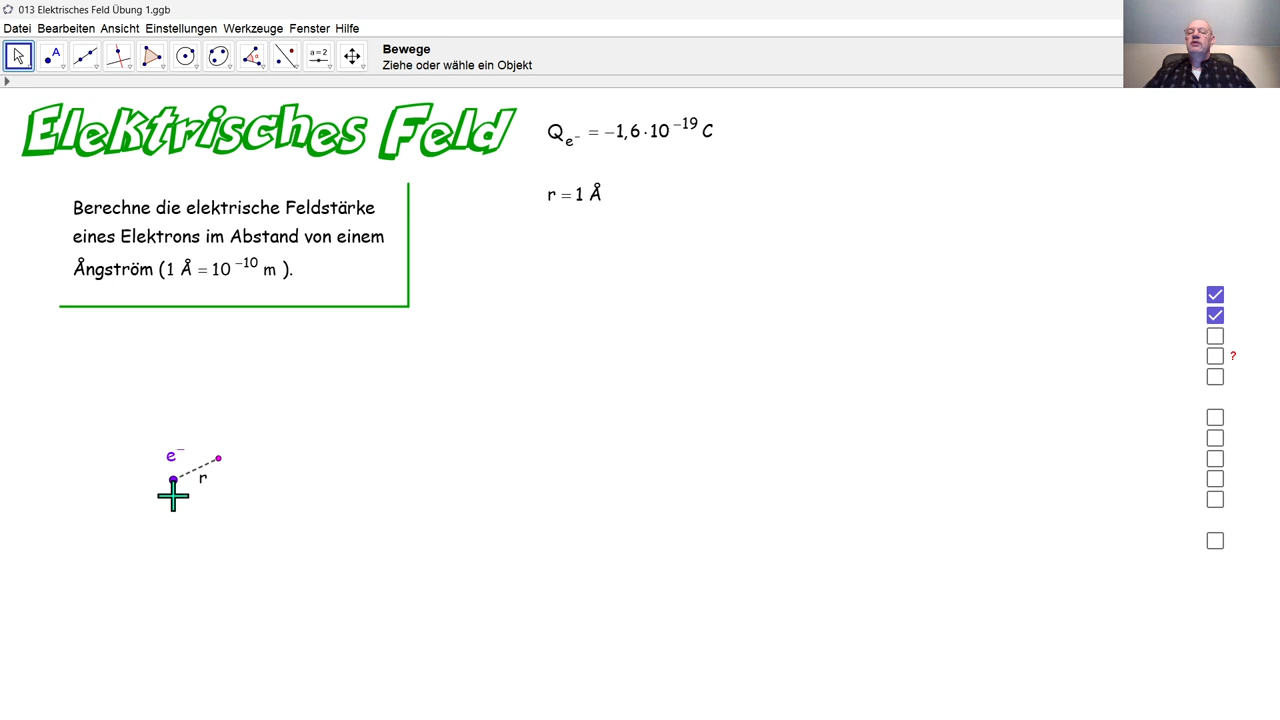 013 Elektrisches Feld Übung 1.ggb
Datei Bearbeiten Ansicht Einstellungen Werkzeuge Fenster Hilfe
A
a=2
Bewege
Ziehe oder wähle ein Objekt
Elektrisches Feld
Berechne die elektrische Feldstärke
eines Elektrons im Abstand von einem
Ångström (1 Å = 10⁻¹⁰ m ).
Qₑ⁻ = −1,6·10⁻¹⁹ C
r = 1 Å
?
e⁻
r